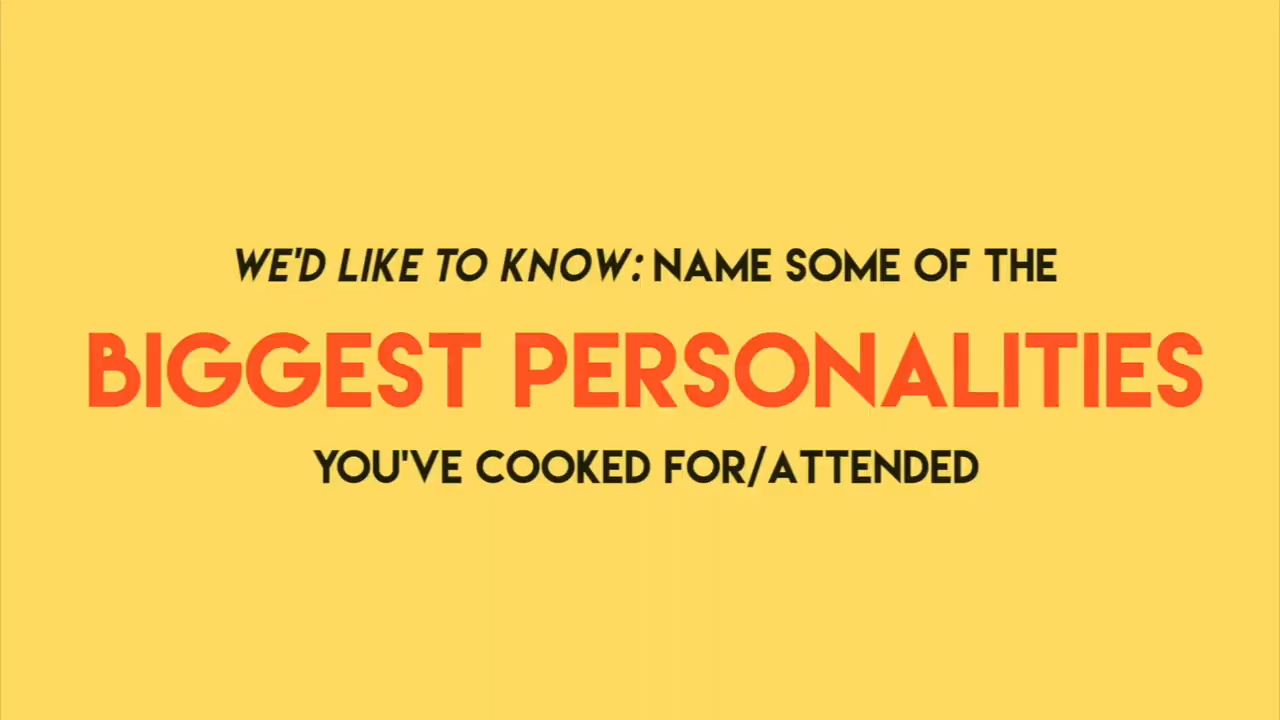 WE'D LIKE TO KNOW: NAME SOME OF THE
BIGGEST PERSONALITIES
YOU'VE COOKED FOR/ATTENDED